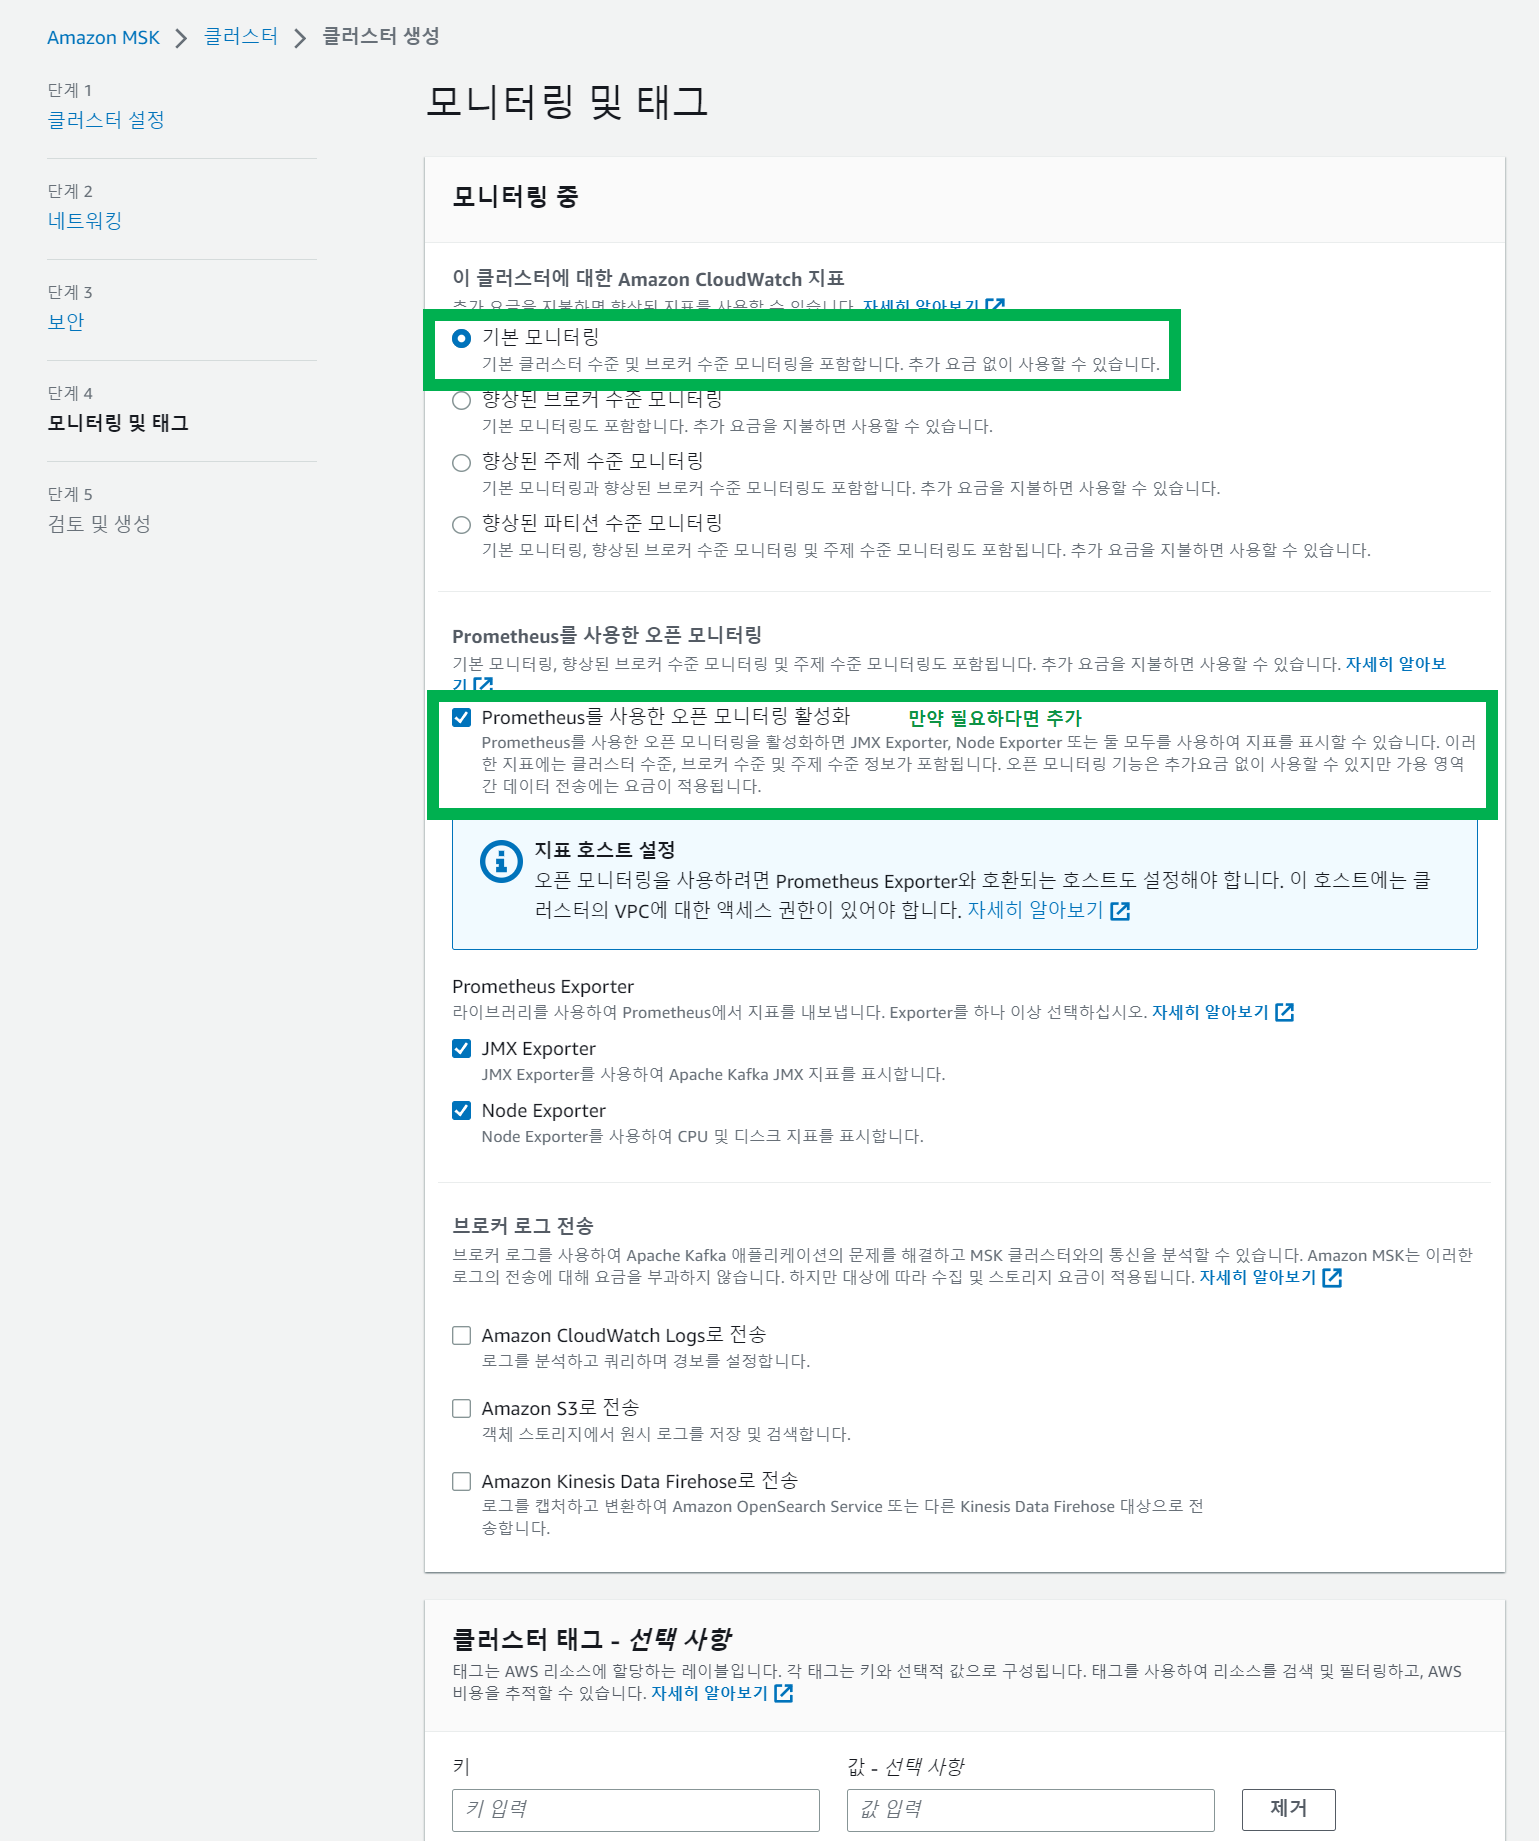 Amazon MSK > 클러스터 > 클러스터 생성
단계 1
클러스터 설정
단계 2
네트워킹
단계 3
보안
단계 4
모니터링 및 태그
단계 5
검토 및 생성
모니터링 및 태그
모니터링 중
이 클러스터에 대한 Amazon CloudWatch 지표
추가 요금을 지불하면 향상된 지표를 사용할 수 있습니다. 자세히 알아보기
기본 모니터링
기본 클러스터 수준 및 브로커 수준 모니터링을 포함합니다. 추가 요금 없이 사용할 수 있습니다.
향상된 브로커 수준 모니터링
기본 모니터링도 포함합니다. 추가 요금을 지불하면 사용할 수 있습니다.
향상된 주제 수준 모니터링
기본 모니터링과 향상된 브로커 수준 모니터링도 포함합니다. 추가 요금을 지불하면 사용할 수 있습니다.
향상된 파티션 수준 모니터링
기본 모니터링, 향상된 브로커 수준 모니터링 및 주제 수준 모니터링도 포함됩니다. 추가 요금을 지불하면 사용할 수 있습니다.
Prometheus를 사용한 오픈 모니터링
기본 모니터링, 향상된 브로커 수준 모니터링 및 주제 수준 모니터링도 포함됩니다. 추가 요금을 지불하면 사용할 수 있습니다. 자세히 알아보
기
Prometheus를 사용한 오픈 모니터링 활성화 만약 필요하다면 추가
Prometheus를 사용한 오픈 모니터링을 활성화하면 JMX Exporter, Node Exporter 또는 둘 모두를 사용하여 지표를 표시할 수 있습니다. 이러
한 지표에는 클러스터 수준, 브로커 수준 및 주제 수준 정보가 포함됩니다. 오픈 모니터링 기능은 추가요금 없이 사용할 수 있지만 가용 영역
간 데이터 전송에는 요금이 적용됩니다.
지표 호스트 설정
오픈 모니터링을 사용하려면 Prometheus Exporter와 호환되는 호스트도 설정해야 합니다. 이 호스트에는 클
러스터의 VPC에 대한 액세스 권한이 있어야 합니다. 자세히 알아보기
Prometheus Exporter
라이브러리를 사용하여 Prometheus에서 지표를 내보냅니다. Exporter를 하나 이상 선택하십시오. 자세히 알아보기
JMX Exporter
JMX Exporter를 사용하여 Apache Kafka JMX 지표를 표시합니다.
Node Exporter
Node Exporter를 사용하여 CPU 및 디스크 지표를 표시합니다.
브로커 로그 전송
브로커 로그를 사용하여 Apache Kafka 애플리케이션의 문제를 해결하고 MSK 클러스터와의 통신을 분석할 수 있습니다. Amazon MSK는 이러한
로그의 전송에 대해 요금을 부과하지 않습니다. 하지만 대상에 따라 수집 및 스토리지 요금이 적용됩니다. 자세히 알아보기
Amazon CloudWatch Logs로 전송
로그를 분석하고 쿼리하며 경보를 설정합니다.
Amazon S3로 전송
객체 스토리지에서 원시 로그를 저장 및 검색합니다.
Amazon Kinesis Data Firehose로 전송
로그를 캡처하고 변환하여 Amazon OpenSearch Service 또는 다른 Kinesis Data Firehose 대상으로 전
송합니다.
클러스터 태그 - 선택 사항
태그는 AWS 리소스에 할당하는 레이블입니다. 각 태그는 키와 선택적 값으로 구성됩니다. 태그를 사용하여 리소스를 검색 및 필터링하고, AWS
비용을 추적할 수 있습니다. 자세히 알아보기
키 값 - 선택 사항
키 입력 값 입력 제거